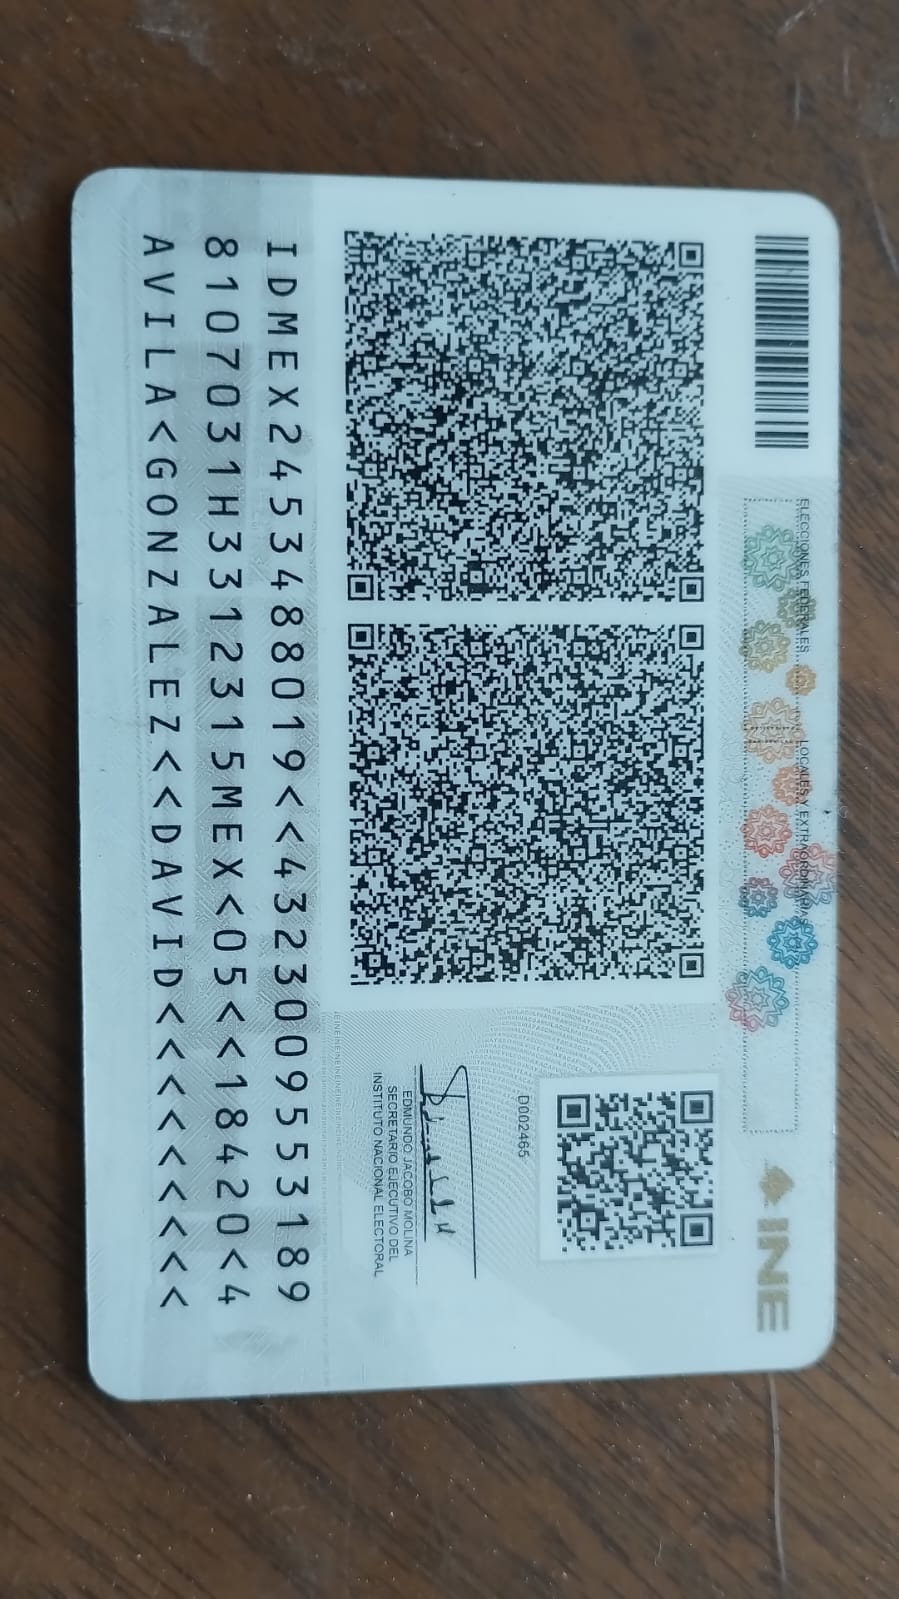 INE
ELECCIONES FEDERALES
LOCALES Y EXTRAORDINARIAS
D002465
EDMUNDO JACOBO MOLINA
SECRETARIO EJECUTIVO DEL
INSTITUTO NACIONAL ELECTORAL
IDMEX2453488019<<4323009553189
8107031H3312315MEX<05<<18420<4
AVILA<GONZALEZ<<DAVID<<<<<<<<<